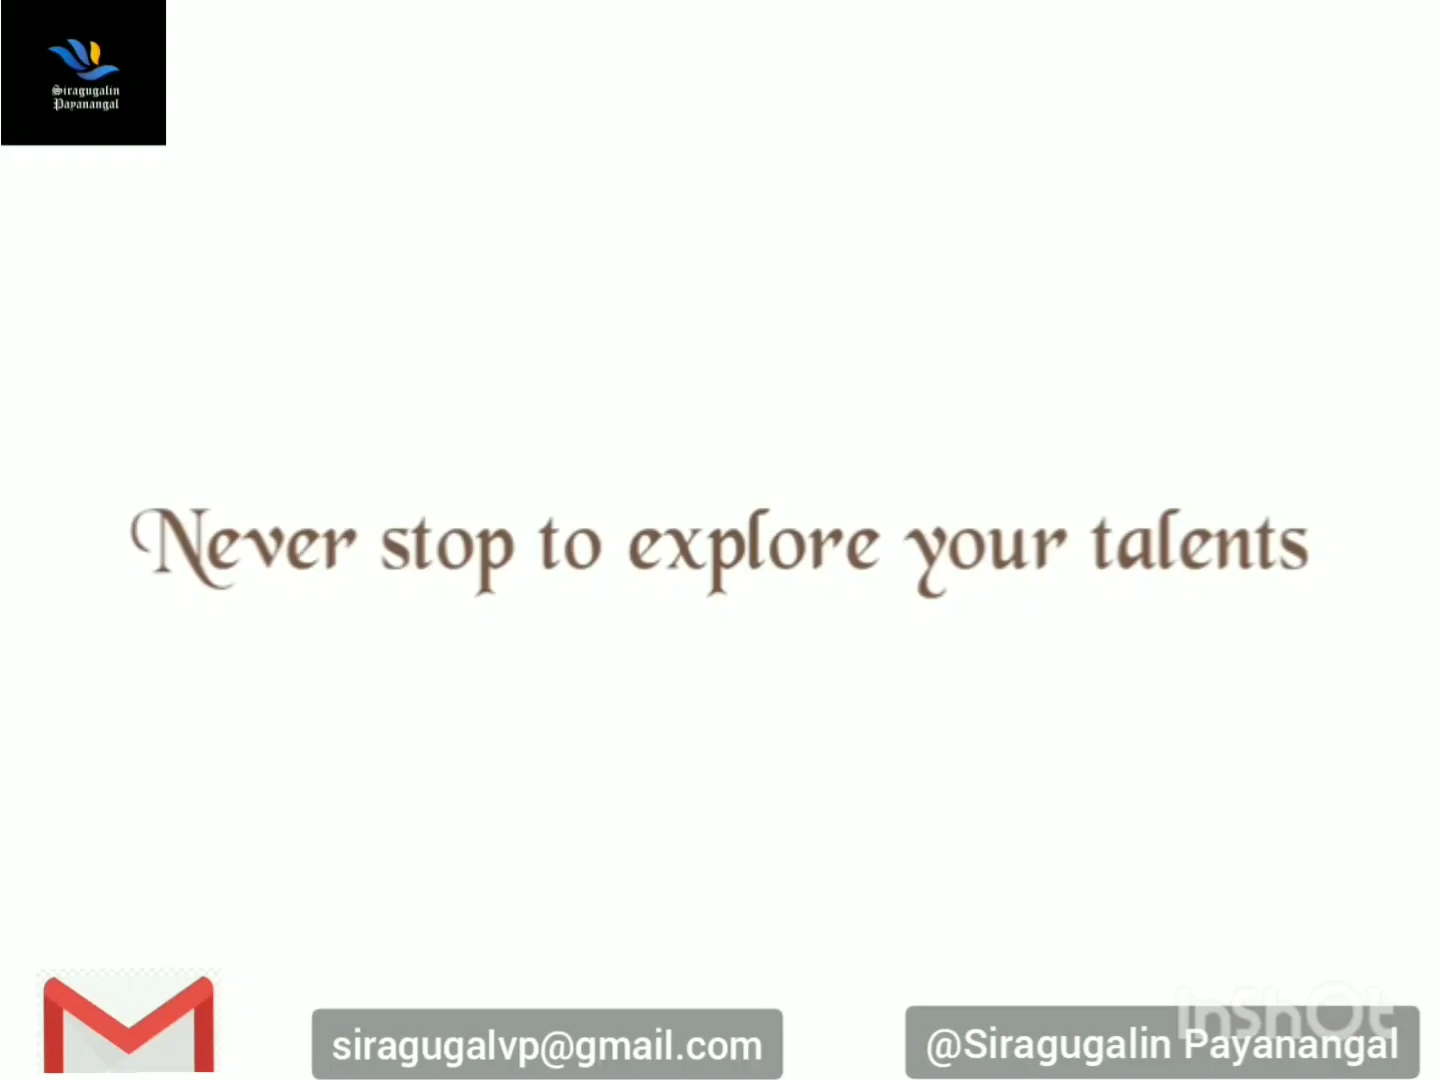 Siragugalin
Payanangal
Never stop to explore your talents
siragugalvp@gmail.com
@Siragugalin Payanangal
InShOt